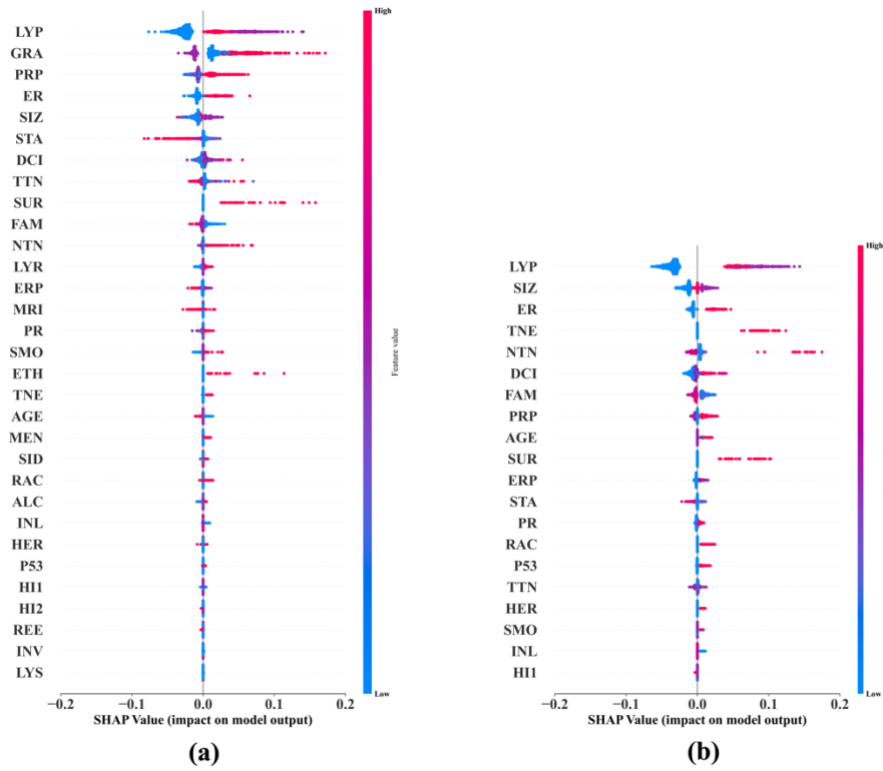 High
LYP
GRA
PRP
ER
SIZ
STA
DCI
TTN
SUR
FAM
NTN
LYR
ERP
MRI
PR
SMO
ETH
TNE
AGE
MEN
SID
RAC
ALC
INL
HER
P53
HI1
HI2
REE
INV
LYS
Feature value
Low
−0.2 −0.1 0.0 0.1 0.2
SHAP Value (impact on model output)
(a)
High
LYP
SIZ
ER
TNE
NTN
DCI
FAM
PRP
AGE
SUR
ERP
STA
PR
RAC
P53
TTN
HER
SMO
INL
HI1
Low
−0.2 −0.1 0.0 0.1 0.2
SHAP Value (impact on model output)
(b)